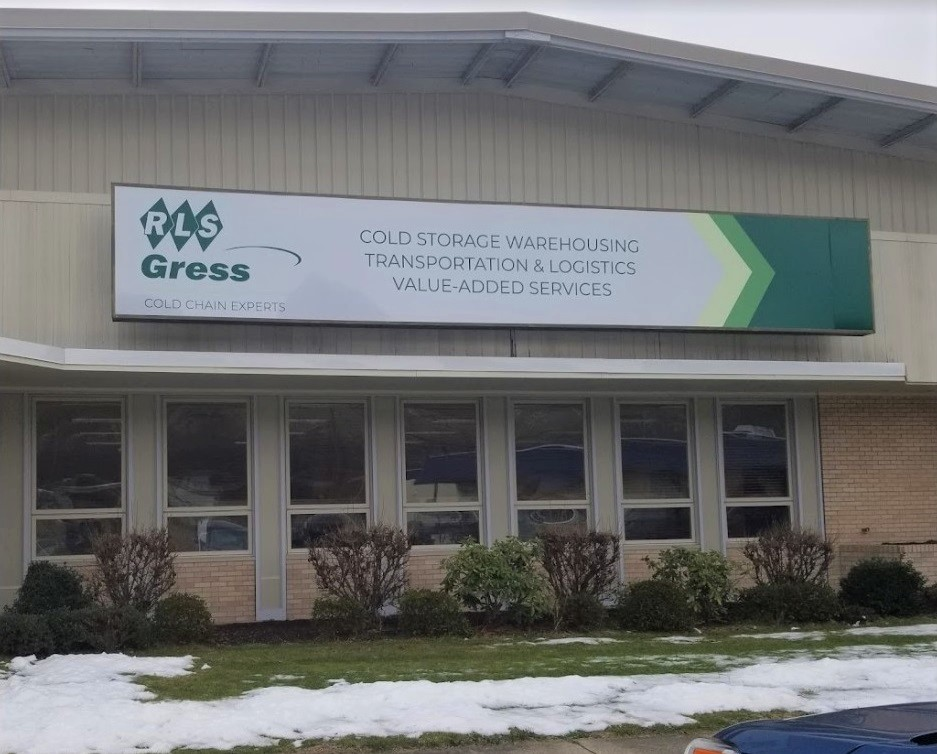 RLS
Gress
COLD CHAIN EXPERTS
COLD STORAGE WAREHOUSING
TRANSPORTATION & LOGISTICS
VALUE-ADDED SERVICES